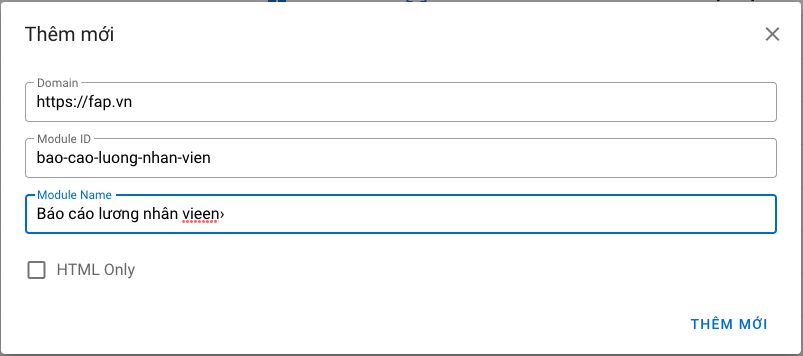 Thêm mới
Domain
https://fap.vn
Module ID
bao-cao-luong-nhan-vien
Module Name
Báo cáo lương nhân vieen›
HTML Only
THÊM MỚI